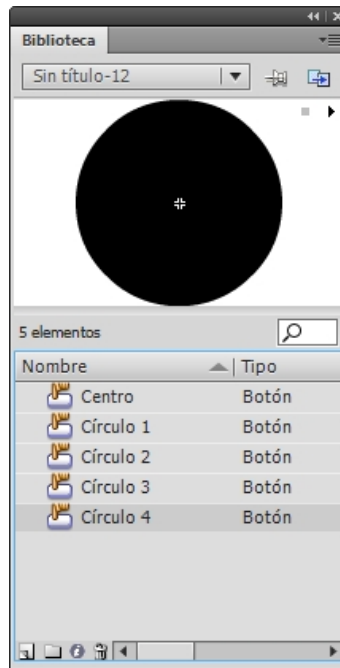 Biblioteca
Sin título-12
5 elementos
Nombre Tipo
Centro Botón
Círculo 1 Botón
Círculo 2 Botón
Círculo 3 Botón
Círculo 4 Botón